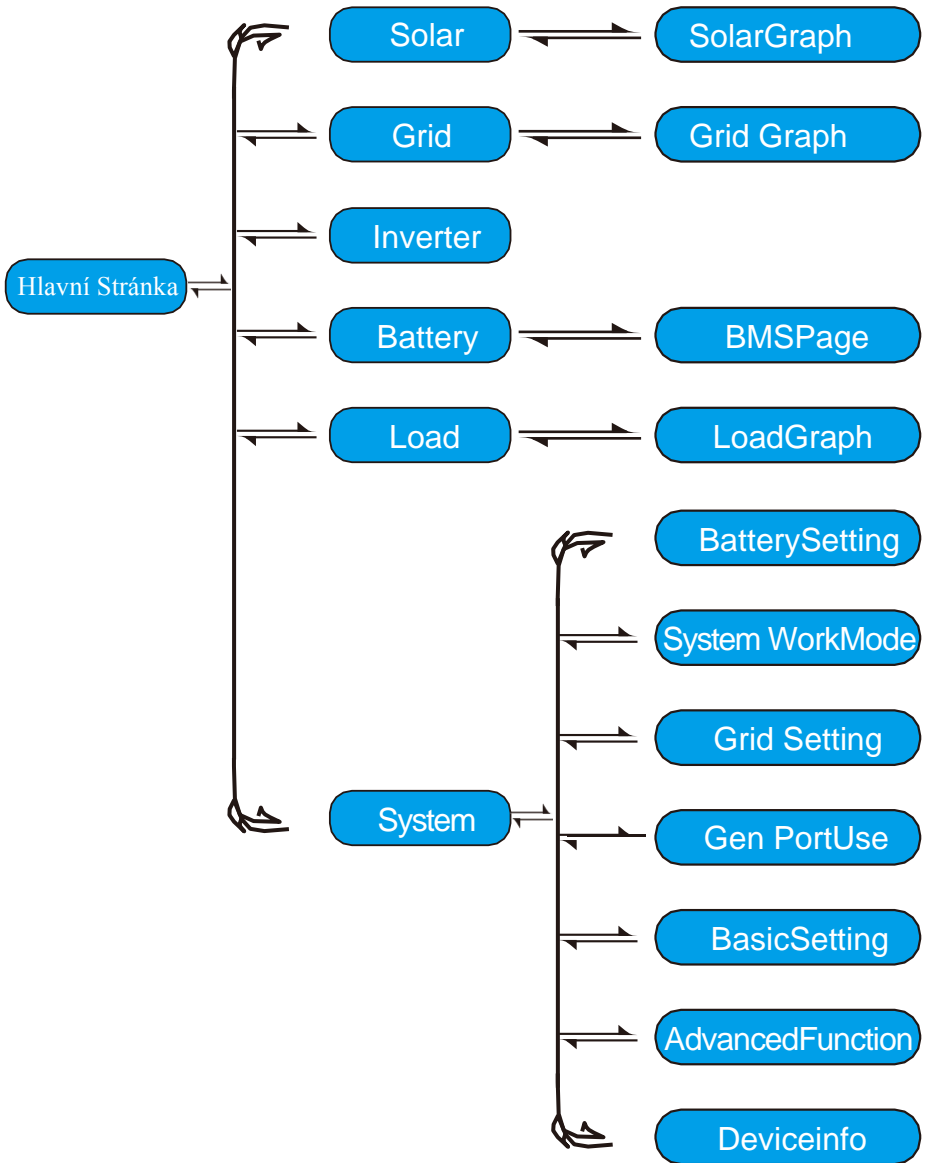 Solar
SolarGraph
Grid
Grid Graph
Inverter
Hlavní Stránka
Battery
BMSPage
Load
LoadGraph
BatterySetting
System WorkMode
Grid Setting
System
Gen PortUse
BasicSetting
AdvancedFunction
Deviceinfo